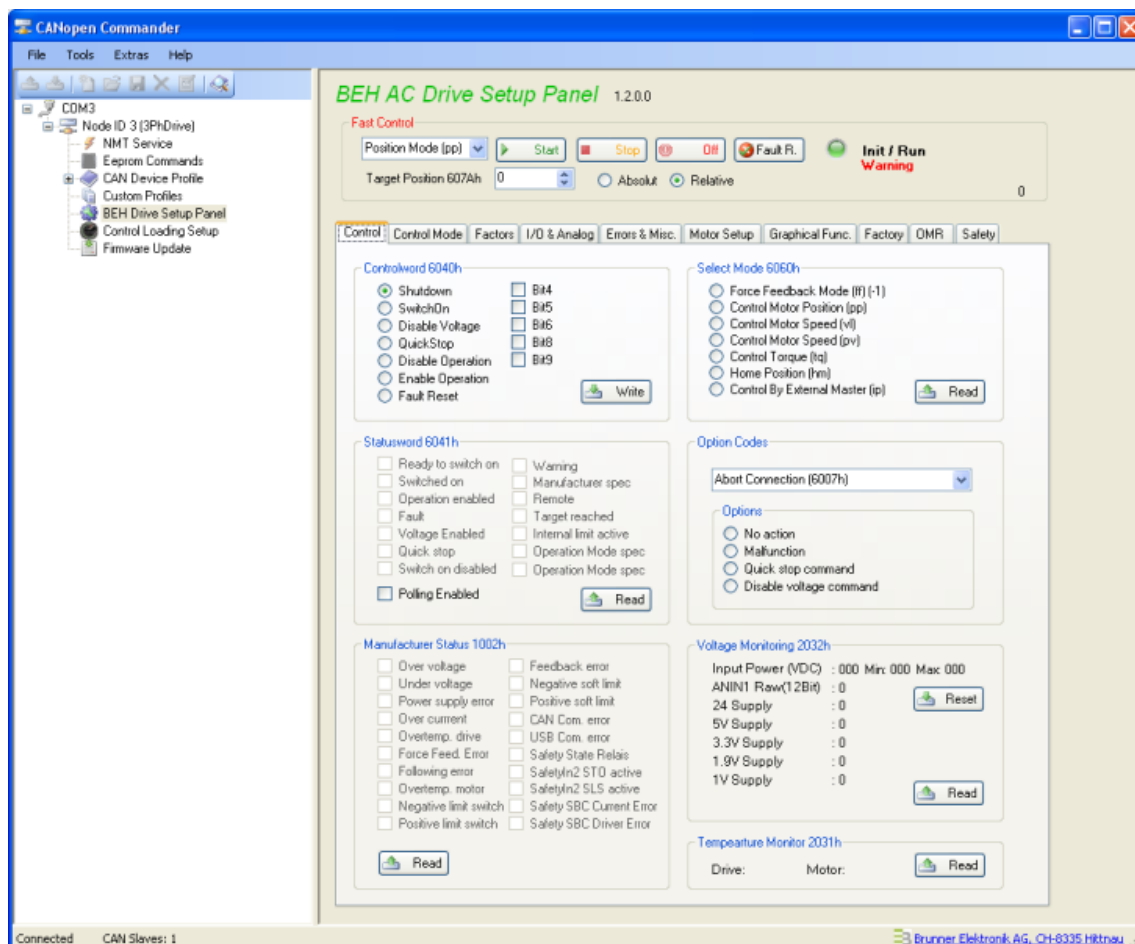 CANopen Commander
File Tools Extras Help
COM3
Node ID 3 (3PhDrive)
NMT Service
Eeprom Commands
CAN Device Profile
Custom Profiles
BEH Drive Setup Panel
Control Loading Setup
Firmware Update
BEH AC Drive Setup Panel 1.2.0.0
Fast Control
Position Mode (pp) Start Stop Off Fault R. Init / Run
Warning
Target Position 607Ah 0 Absolut Relative
0
Control Control Mode Factors I/O & Analog Errors & Misc. Motor Setup Graphical Func. Factory OMR Safety
Controlword 6040h
Shutdown Bit4
SwitchOn Bit5
Disable Voltage Bit6
QuickStop Bit8
Disable Operation Bit9
Enable Operation
Fault Reset
Write
Select Mode 6060h
Force Feedback Mode (ff) (-1)
Control Motor Position (pp)
Control Motor Speed (vl)
Control Motor Speed (pv)
Control Torque (tq)
Home Position (hm)
Control By External Master (ip)
Read
Statusword 6041h
Ready to switch on Warning
Switched on Manufacturer spec
Operation enabled Remote
Fault Target reached
Voltage Enabled Internal limit active
Quick stop Operation Mode spec
Switch on disabled Operation Mode spec
Polling Enabled Read
Option Codes
Abort Connection (6007h)
Options
No action
Malfunction
Quick stop command
Disable voltage command
Manufacturer Status 1002h
Over voltage Feedback error
Under voltage Negative soft limit
Power supply error Positive soft limit
Over currrent CAN Com. error
Overtemp. drive USB Com. error
Force Feed. Error Safety State Relais
Following error SafetyIn2 STO active
Overtemp. motor SafetyIn2 SLS active
Negative limit switch Safety SBC Current Error
Positive limit switch Safety SBC Driver Error
Read
Voltage Monitoring 2032h
Input Power (VDC) : 000 Min: 000 Max: 000
ANIN1 Raw(12Bit) : 0
Reset
24 Supply : 0
5V Supply : 0
3.3V Supply : 0
1.9V Supply : 0
1V Supply : 0
Read
Tempearture Monitor 2031h
Drive: Motor: Read
Connected CAN Slaves: 1 Brunner Elektronik AG, CH-8335 Hittnau